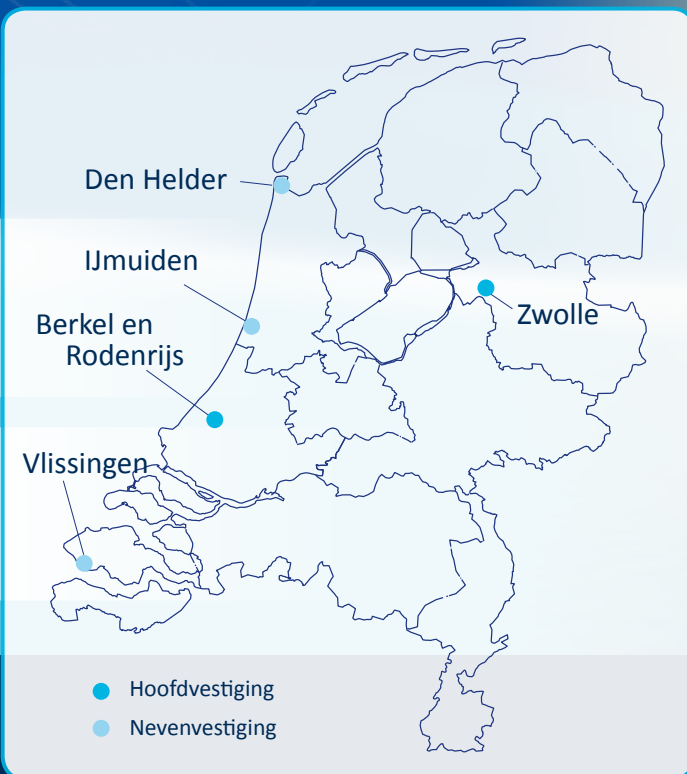 Den Helder
IJmuiden
Zwolle
Berkel en
Rodenrijs
Vlissingen
Hoofdvestiging
Nevenvestiging